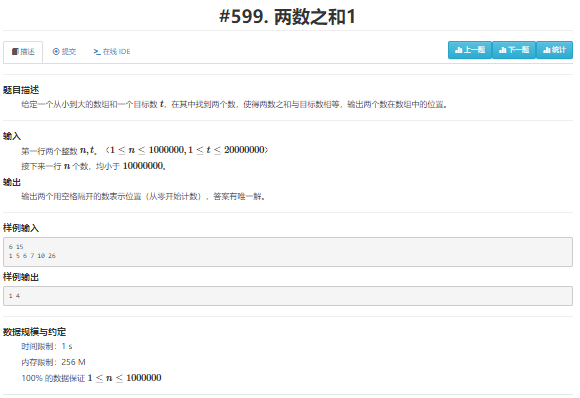 #599. 两数之和1
描述 提交 >_ 在线 IDE 上一题 下一题 统计
题目描述
给定一个从小到大的数组和一个目标数 t，在其中找到两个数，使得两数之和与目标数相等，输出两个数在数组中的位置。
输入
第一行两个整数 n, t。（1 ≤ n ≤ 1000000, 1 ≤ t ≤ 20000000）
接下来一行 n 个数，均小于 10000000。
输出
输出两个用空格隔开的数表示位置（从零开始计数），答案有唯一解。
样例输入
6 15
1 5 6 7 10 26
样例输出
1 4
数据规模与约定
时间限制：1 s
内存限制：256 M
100% 的数据保证 1 ≤ n ≤ 1000000